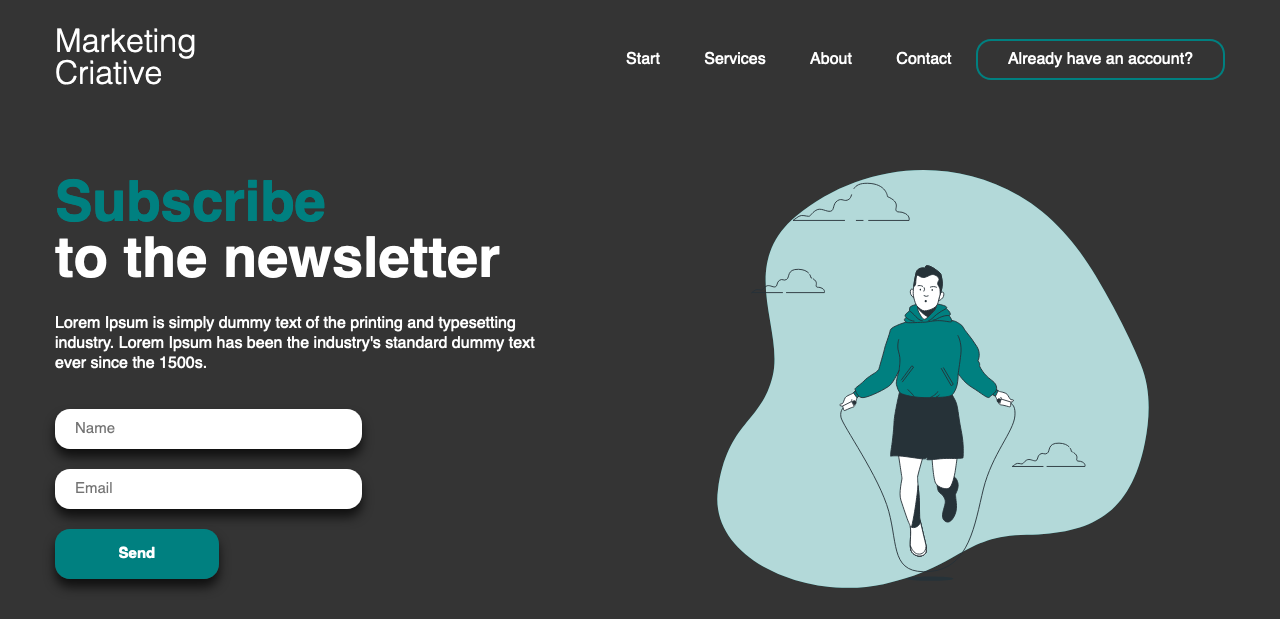 Marketing
Criative
Start
Services
About
Contact
Already have an account?
Subscribe
to the newsletter
Lorem Ipsum is simply dummy text of the printing and typesetting
industry. Lorem Ipsum has been the industry's standard dummy text
ever since the 1500s.
Name
Email
Send